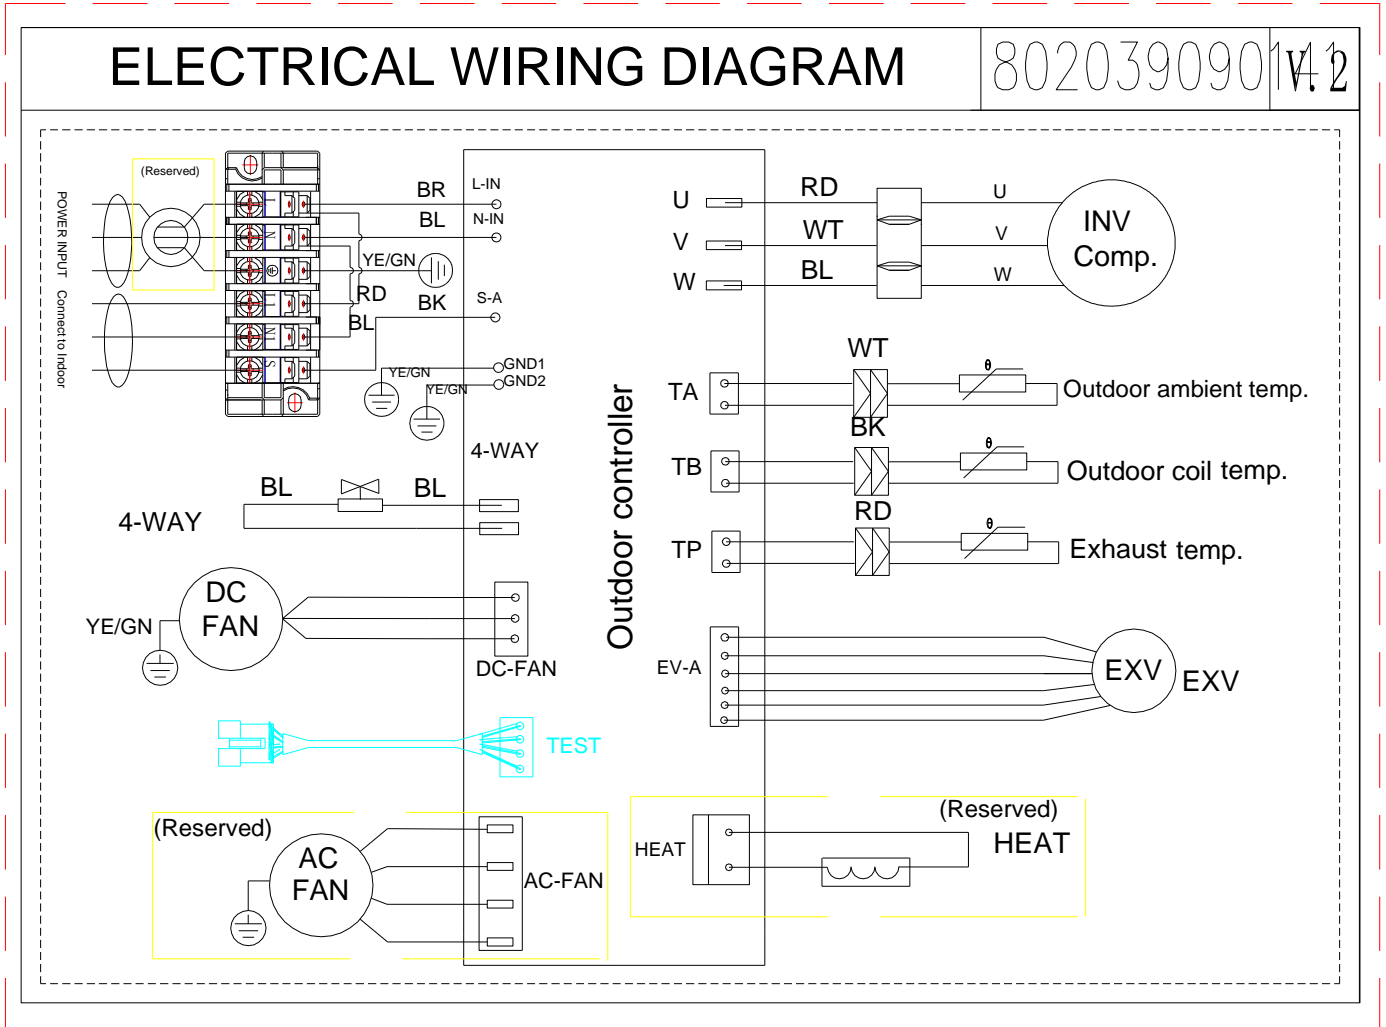 ELECTRICAL WIRING DIAGRAM
V.2
(Reserved)
POWER INPUT Connect to Indoor
L
N
L1
N1
S
BR
L-IN
BL
N-IN
YE/GN
RD
BK
S-A
BL
GND1
YE/GN
GND2
YE/GN
4-WAY
BL
BL
4-WAY
DC
FAN
YE/GN
DC-FAN
TEST
(Reserved)
AC
FAN
AC-FAN
Outdoor controller
U
RD
U
V
WT
V
W
BL
W
INV
Comp.
WT
TA
θ
Outdoor ambient temp.
BK
TB
θ
Outdoor coil temp.
RD
TP
θ
Exhaust temp.
EV-A
EXV
EXV
(Reserved)
HEAT
HEAT